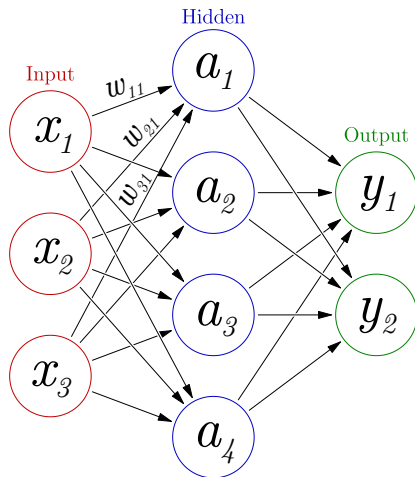 Hidden
Input
Output
w11
w21
w31
x1
x2
x3
a1
a2
a3
a4
y1
y2